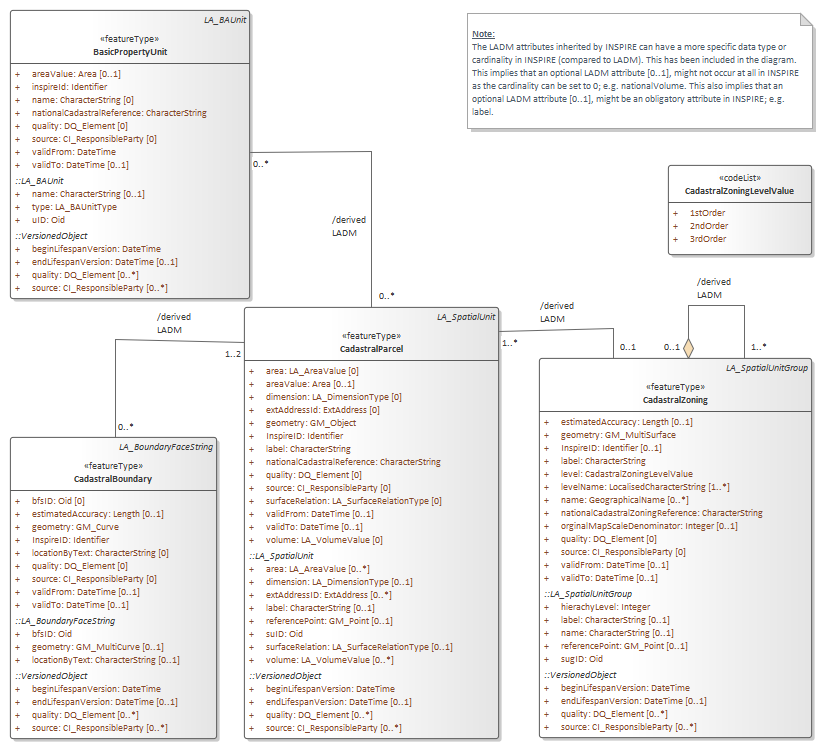 LA_BAUnit
«featureType»
BasicPropertyUnit
+ areaValue: Area [0..1]
+ inspireId: Identifier
+ name: CharacterString [0]
+ nationalCadastralReference: CharacterString
+ quality: DQ_Element [0]
+ source: CI_ResponsibleParty [0]
+ validFrom: DateTime
+ validTo: DateTime [0..1]
::LA_BAUnit
+ name: CharacterString [0..1]
+ type: LA_BAUnitType
+ uID: Oid
::VersionedObject
+ beginLifespanVersion: DateTime
+ endLifespanVersion: DateTime [0..1]
+ quality: DQ_Element [0..*]
+ source: CI_ResponsibleParty [0..*]
Note:
The LADM attributes inherited by INSPIRE can have a more specific data type or
cardinality in INSPIRE (compared to LADM). This has been included in the diagram.
This implies that an optional LADM attribute [0..1], might not occur at all in INSPIRE
as the cardinality can be set to 0; e.g. nationalVolume. This also implies that an
optional LADM attribute [0..1], might be an obligatory attribute in INSPIRE; e.g.
label.
«codeList»
CadastralZoningLevelValue
+ 1stOrder
+ 2ndOrder
+ 3rdOrder
0..*
/derived
LADM
0..*
/derived
LADM
1..2
0..*
/derived
LADM
1..*
0..1
/derived
LADM
0..1
1..*
LA_SpatialUnit
«featureType»
CadastralParcel
+ area: LA_AreaValue [0]
+ areaValue: Area [0..1]
+ dimension: LA_DimensionType [0]
+ extAddressId: ExtAddress [0]
+ geometry: GM_Object
+ InspireID: Identifier
+ label: CharacterString
+ nationalCadastralReference: CharacterString
+ quality: DQ_Element [0]
+ source: CI_ResponsibleParty [0]
+ surfaceRelation: LA_SurfaceRelationType [0]
+ validFrom: DateTime [0..1]
+ validTo: DateTime [0..1]
+ volume: LA_VolumeValue [0]
::LA_SpatialUnit
+ area: LA_AreaValue [0..*]
+ dimension: LA_DimensionType [0..1]
+ extAddressID: ExtAddress [0..*]
+ label: CharacterString [0..1]
+ referencePoint: GM_Point [0..1]
+ suID: Oid
+ surfaceRelation: LA_SurfaceRelationType [0..1]
+ volume: LA_VolumeValue [0..*]
::VersionedObject
+ beginLifespanVersion: DateTime
+ endLifespanVersion: DateTime [0..1]
+ quality: DQ_Element [0..*]
+ source: CI_ResponsibleParty [0..*]
LA_SpatialUnitGroup
«featureType»
CadastralZoning
+ estimatedAccuracy: Length [0..1]
+ geometry: GM_MultiSurface
+ InspireID: Identifier [0..1]
+ label: CharacterString
+ level: CadastralZoningLevelValue
+ levelName: LocalisedCharacterString [1..*]
+ name: GeographicalName [0..*]
+ nationalCadastralZoningReference: CharacterString
+ orginalMapScaleDenominator: Integer [0..1]
+ quality: DQ_Element [0]
+ source: CI_ResponsibleParty [0]
+ validFrom: DateTime [0..1]
+ validTo: DateTime [0..1]
::LA_SpatialUnitGroup
+ hierachyLevel: Integer
+ label: CharacterString [0..1]
+ name: CharacterString [0..1]
+ referencePoint: GM_Point [0..1]
+ sugID: Oid
::VersionedObject
+ beginLifespanVersion: DateTime
+ endLifespanVersion: DateTime [0..1]
+ quality: DQ_Element [0..*]
+ source: CI_ResponsibleParty [0..*]
LA_BoundaryFaceString
«featureType»
CadastralBoundary
+ bfsID: Oid [0]
+ estimatedAccuracy: Length [0..1]
+ geometry: GM_Curve
+ InspireID: Identifier
+ locationByText: CharacterString [0]
+ quality: DQ_Element [0]
+ source: CI_ResponsibleParty [0]
+ validFrom: DateTime [0..1]
+ validTo: DateTime [0..1]
::LA_BoundaryFaceString
+ bfsID: Oid
+ geometry: GM_MultiCurve [0..1]
+ locationByText: CharacterString [0..1]
::VersionedObject
+ beginLifespanVersion: DateTime
+ endLifespanVersion: DateTime [0..1]
+ quality: DQ_Element [0..*]
+ source: CI_ResponsibleParty [0..*]